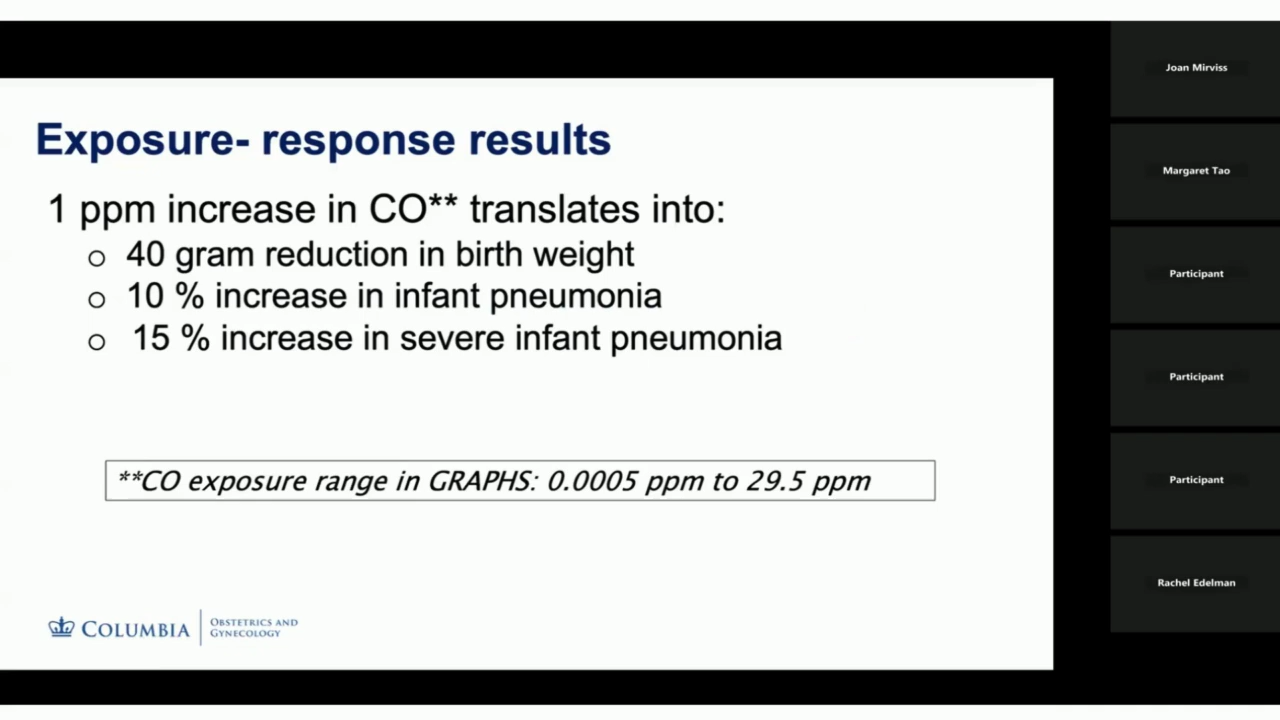 Exposure- response results
1 ppm increase in CO** translates into:
o 40 gram reduction in birth weight
o 10 % increase in infant pneumonia
o 15 % increase in severe infant pneumonia
**CO exposure range in GRAPHS: 0.0005 ppm to 29.5 ppm
COLUMBIA
OBSTETRICS AND
GYNECOLOGY
Joan Mirviss
Margaret Tao
Participant
Participant
Participant
Rachel Edelman